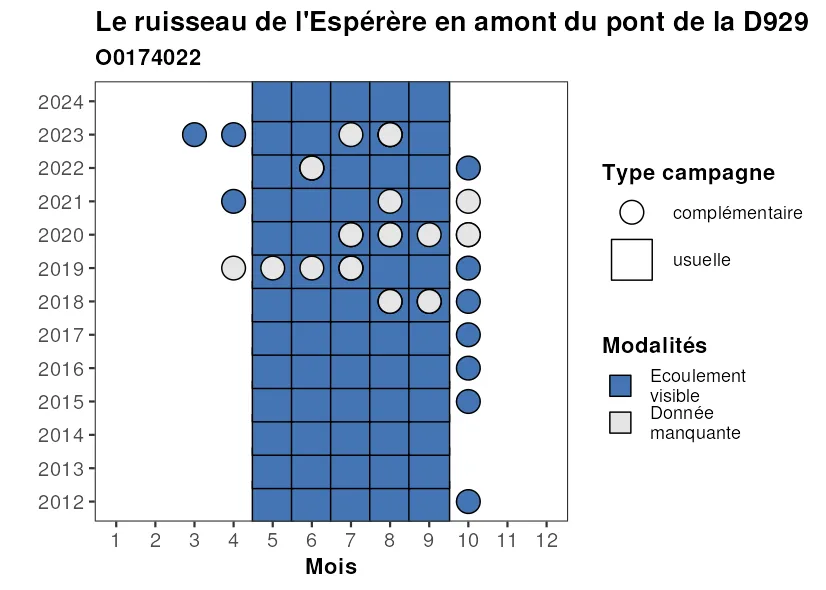 Le ruisseau de l'Espérère en amont du pont de la D929
O0174022
2024
2023
2022
2021
2020
2019
2018
2017
2016
2015
2014
2013
2012
1 2 3 4 5 6 7 8 9 10 11 12
Mois
Type campagne
complémentaire
usuelle
Modalités
Ecoulement
visible
Donnée
manquante